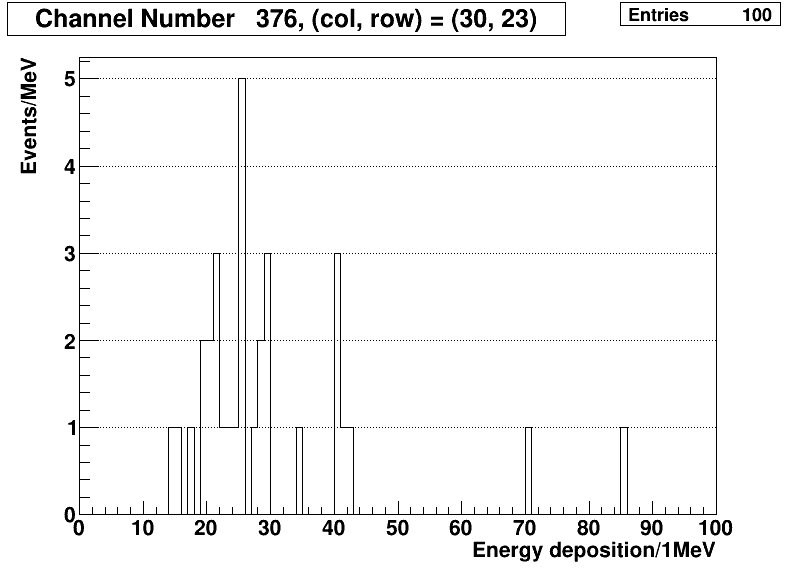 Channel Number 376, (col, row) = (30, 23)
Entries 100
Events/MeV
5
4
3
2
1
0
0 10 20 30 40 50 60 70 80 90 100
Energy deposition/1MeV